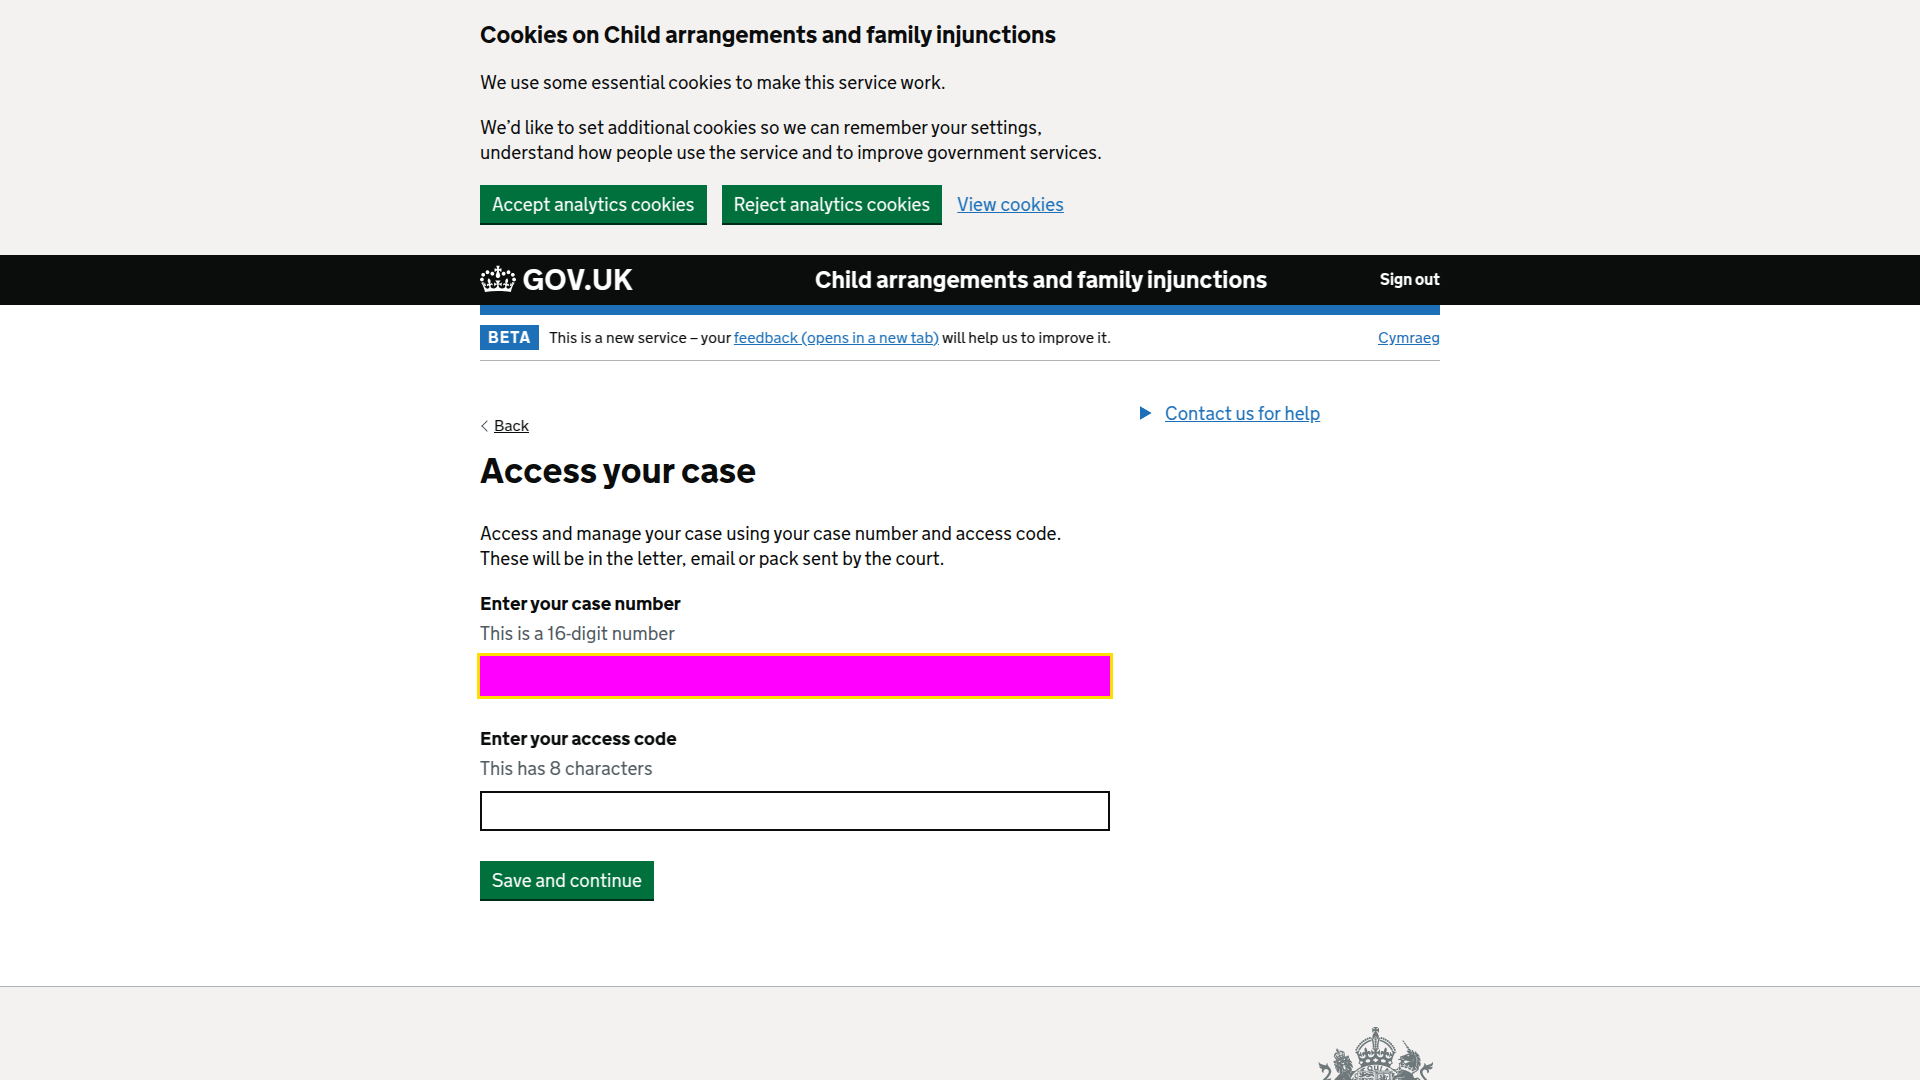 Cookies on Child arrangements and family injunctions
We use some essential cookies to make this service work.
We’d like to set additional cookies so we can remember your settings,
understand how people use the service and to improve government services.
Accept analytics cookies
Reject analytics cookies
View cookies
GOV.UK
Child arrangements and family injunctions
Sign out
BETA
This is a new service – your feedback (opens in a new tab) will help us to improve it.
Cymraeg
Back
Contact us for help
Access your case
Access and manage your case using your case number and access code.
These will be in the letter, email or pack sent by the court.
Enter your case number
This is a 16-digit number
Enter your access code
This has 8 characters
Save and continue